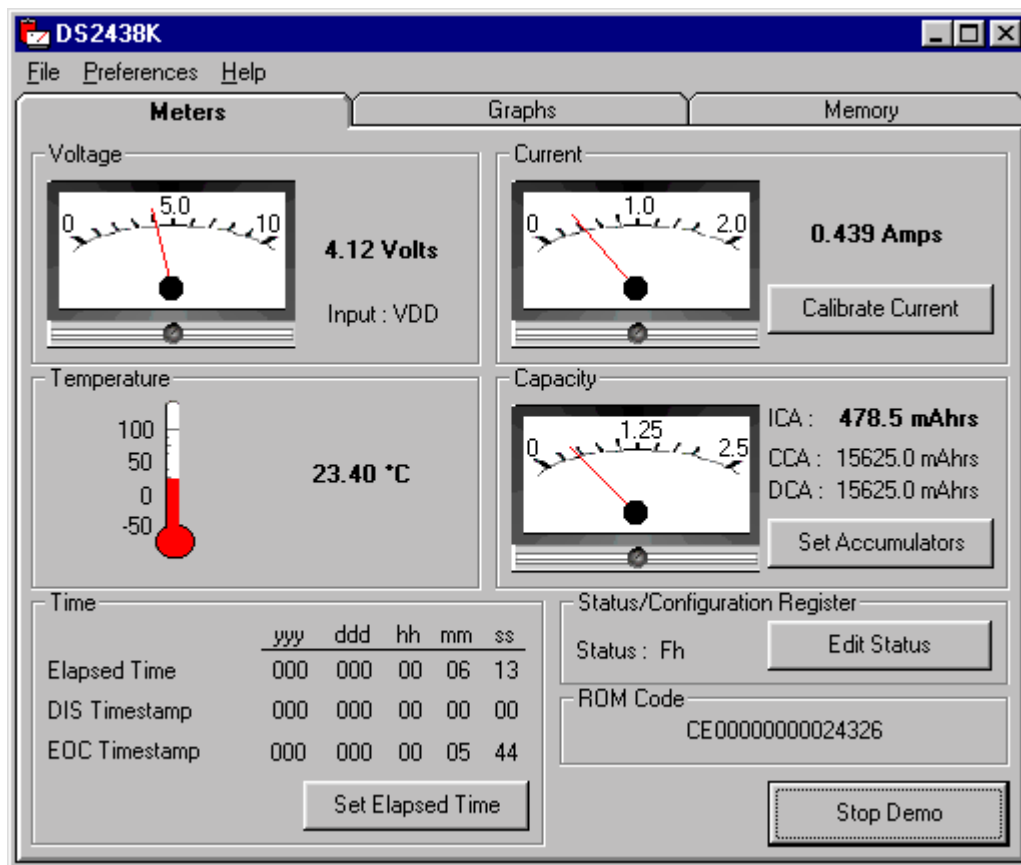 DS2438K
File Preferences Help
Meters Graphs Memory
Voltage
0 5.0 10
4.12 Volts
Input : VDD
Current
0 1.0 2.0
0.439 Amps
Calibrate Current
Temperature
100
50
0
-50
23.40 °C
Capacity
0 1.25 2.5
ICA : 478.5 mAhrs
CCA : 15625.0 mAhrs
DCA : 15625.0 mAhrs
Set Accumulators
Time
yyy ddd hh mm ss
Elapsed Time 000 000 00 06 13
DIS Timestamp 000 000 00 00 00
EOC Timestamp 000 000 00 05 44
Set Elapsed Time
Status/Configuration Register
Status : Fh
Edit Status
ROM Code
CE00000000024326
Stop Demo